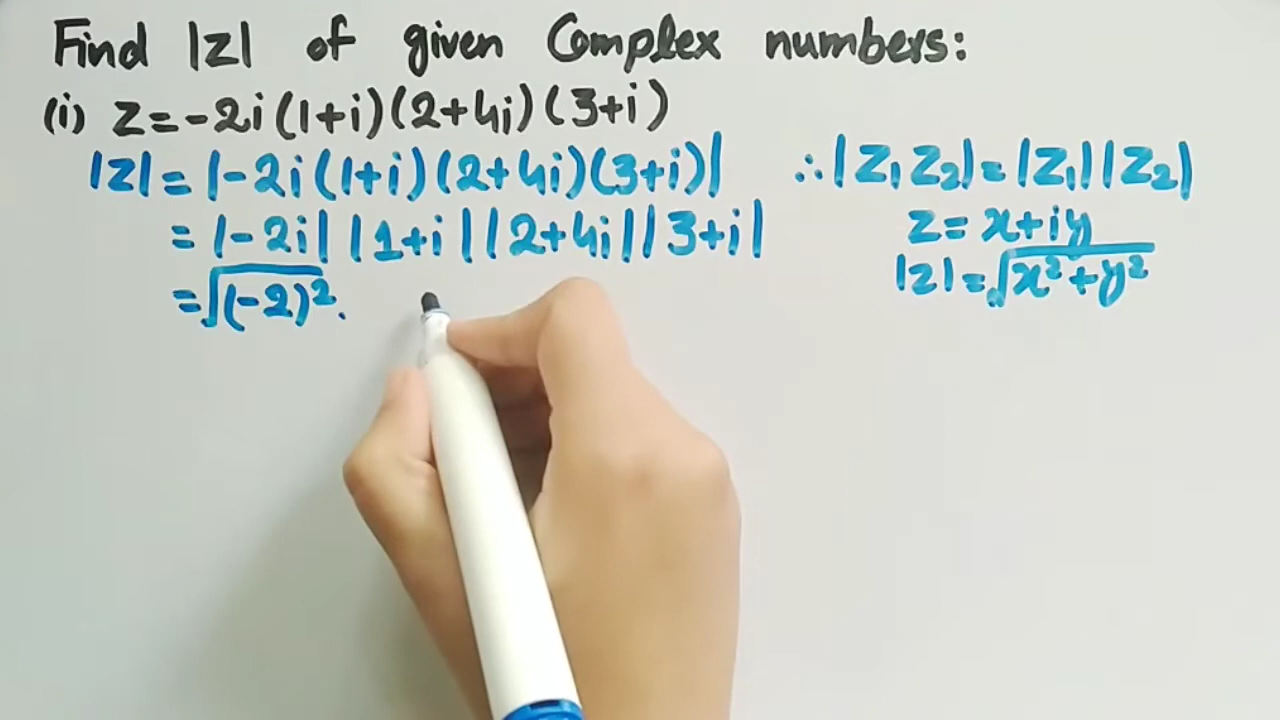 Find |z| of given Complex numbers:
(i) z=-2i(1+i)(2+4i)(3+i)
|z|=|-2i(1+i)(2+4i)(3+i)|
∴|z₁z₂|=|z₁||z₂|
=|-2i||1+i||2+4i||3+i|
z=x+iy
=√(-2)².
|z|=√x²+y²